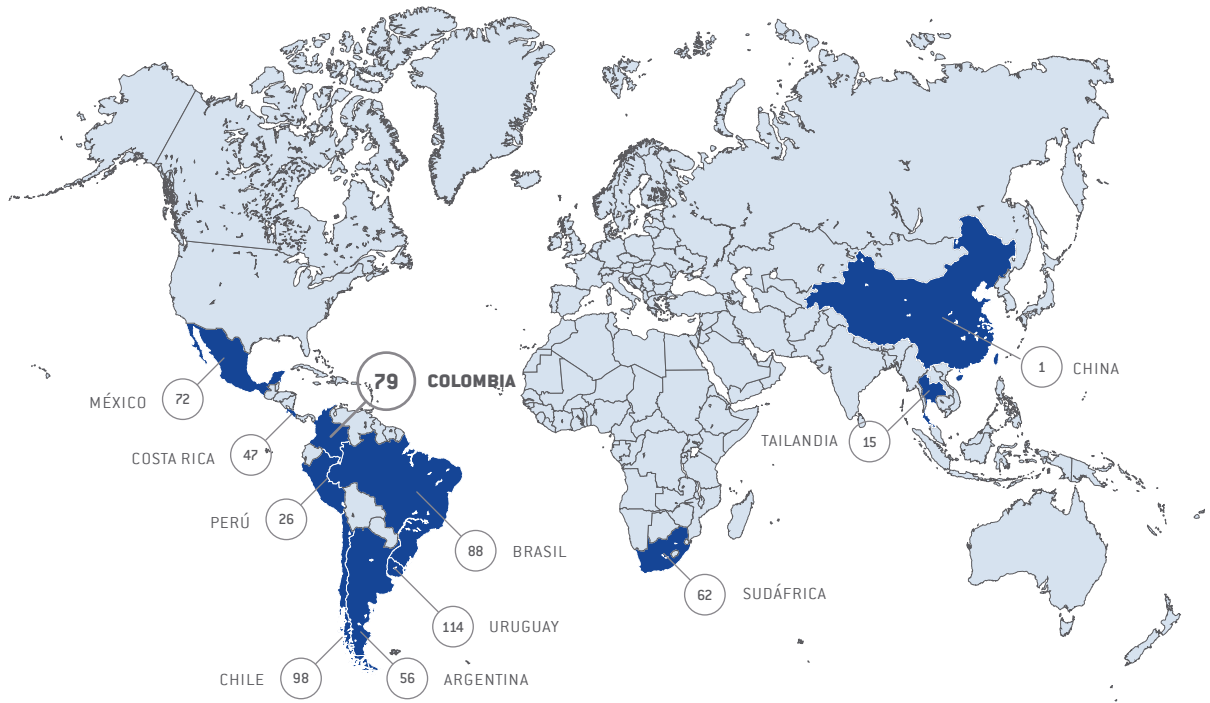 79 COLOMBIA
1 CHINA
MÉXICO 72
TAILANDIA 15
COSTA RICA 47
PERÚ 26
88 BRASIL
62 SUDÁFRICA
114 URUGUAY
CHILE 98
56 ARGENTINA